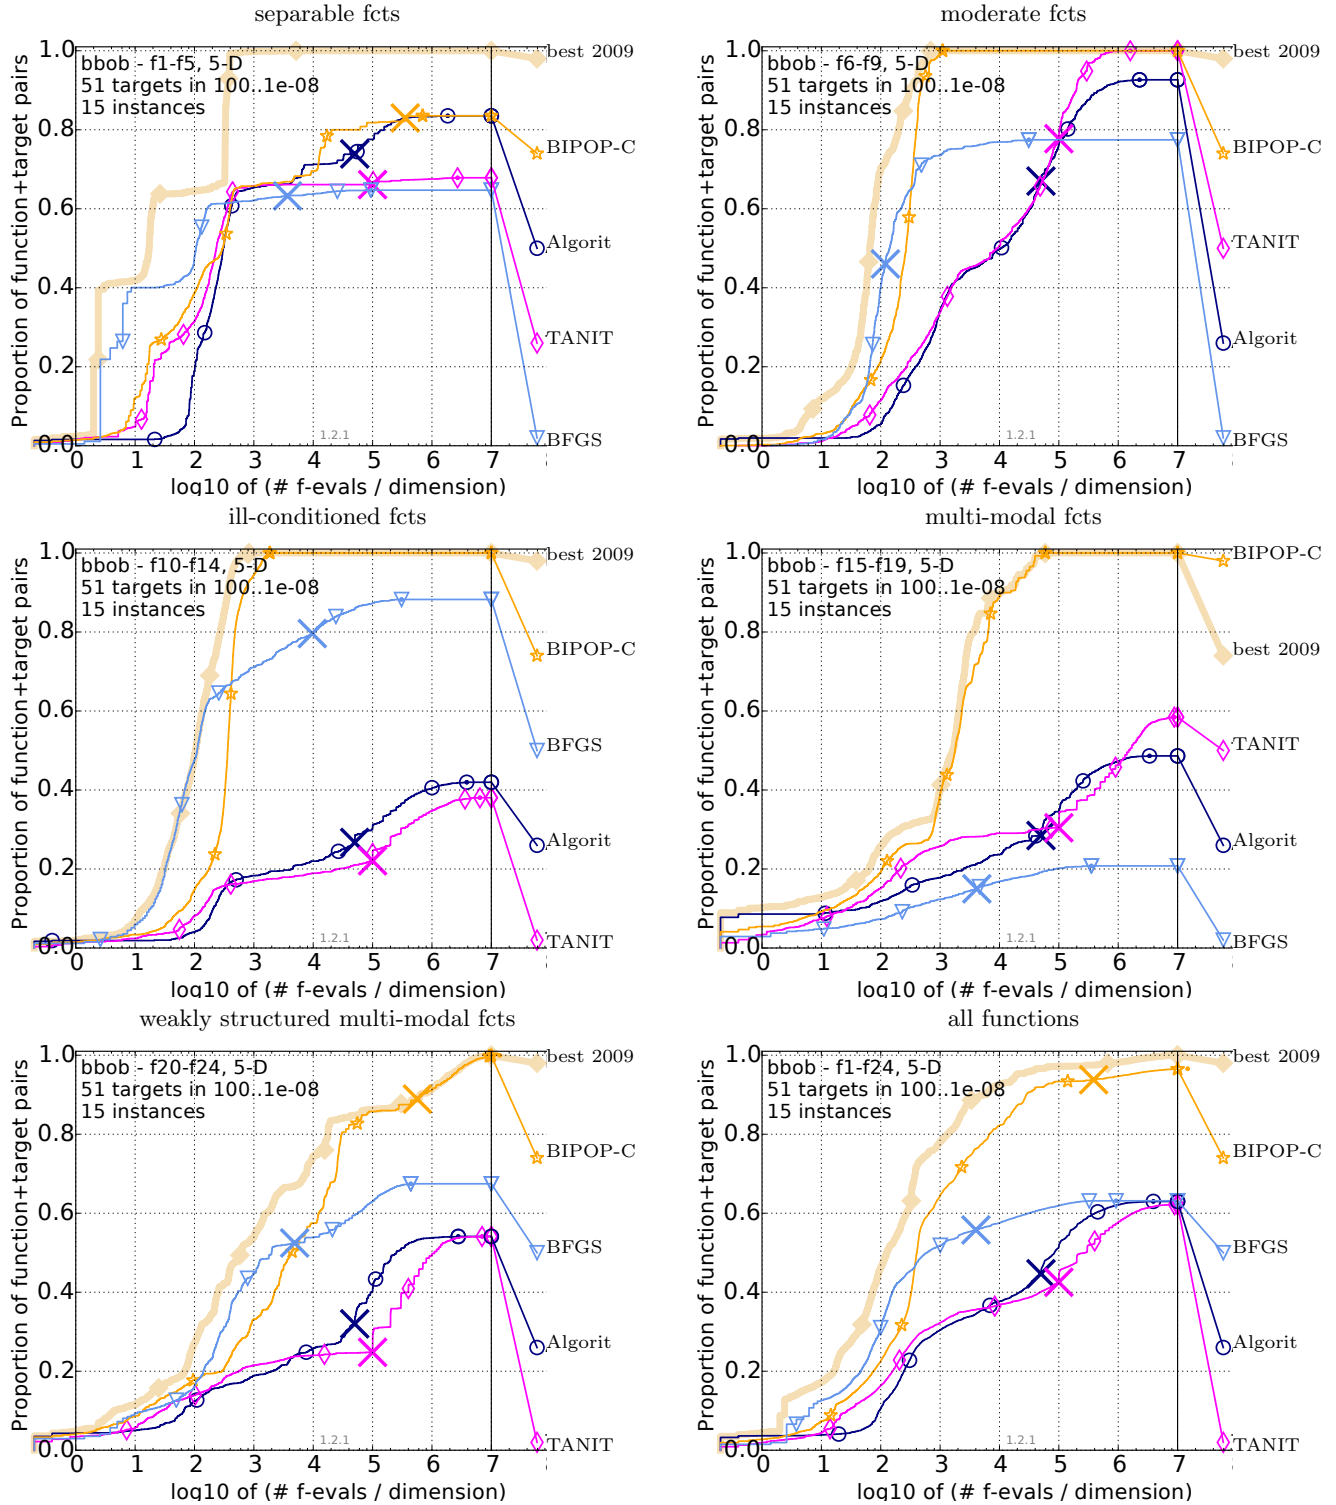 separable fcts
Proportion of function+target pairs
1.0
0.8
0.6
0.4
0.2
0.0
bbob - f1-f5, 5-D
51 targets in 100..1e-08
15 instances
best 2009
BIPOP-C
Algorit
TANIT
BFGS
1.2.1
0 1 2 3 4 5 6 7
log10 of (# f-evals / dimension)
moderate fcts
Proportion of function+target pairs
1.0
0.8
0.6
0.4
0.2
0.0
bbob - f6-f9, 5-D
51 targets in 100..1e-08
15 instances
best 2009
BIPOP-C
TANIT
Algorit
BFGS
1.2.1
0 1 2 3 4 5 6 7
log10 of (# f-evals / dimension)
ill-conditioned fcts
Proportion of function+target pairs
1.0
0.8
0.6
0.4
0.2
0.0
bbob - f10-f14, 5-D
51 targets in 100..1e-08
15 instances
best 2009
BIPOP-C
BFGS
Algorit
TANIT
1.2.1
0 1 2 3 4 5 6 7
log10 of (# f-evals / dimension)
multi-modal fcts
Proportion of function+target pairs
1.0
0.8
0.6
0.4
0.2
0.0
bbob - f15-f19, 5-D
51 targets in 100..1e-08
15 instances
BIPOP-C
best 2009
TANIT
Algorit
BFGS
1.2.1
0 1 2 3 4 5 6 7
log10 of (# f-evals / dimension)
weakly structured multi-modal fcts
Proportion of function+target pairs
1.0
0.8
0.6
0.4
0.2
0.0
bbob - f20-f24, 5-D
51 targets in 100..1e-08
15 instances
best 2009
BIPOP-C
BFGS
Algorit
TANIT
1.2.1
0 1 2 3 4 5 6 7
log10 of (# f-evals / dimension)
all functions
Proportion of function+target pairs
1.0
0.8
0.6
0.4
0.2
0.0
bbob - f1-f24, 5-D
51 targets in 100..1e-08
15 instances
best 2009
BIPOP-C
BFGS
Algorit
TANIT
1.2.1
0 1 2 3 4 5 6 7
log10 of (# f-evals / dimension)